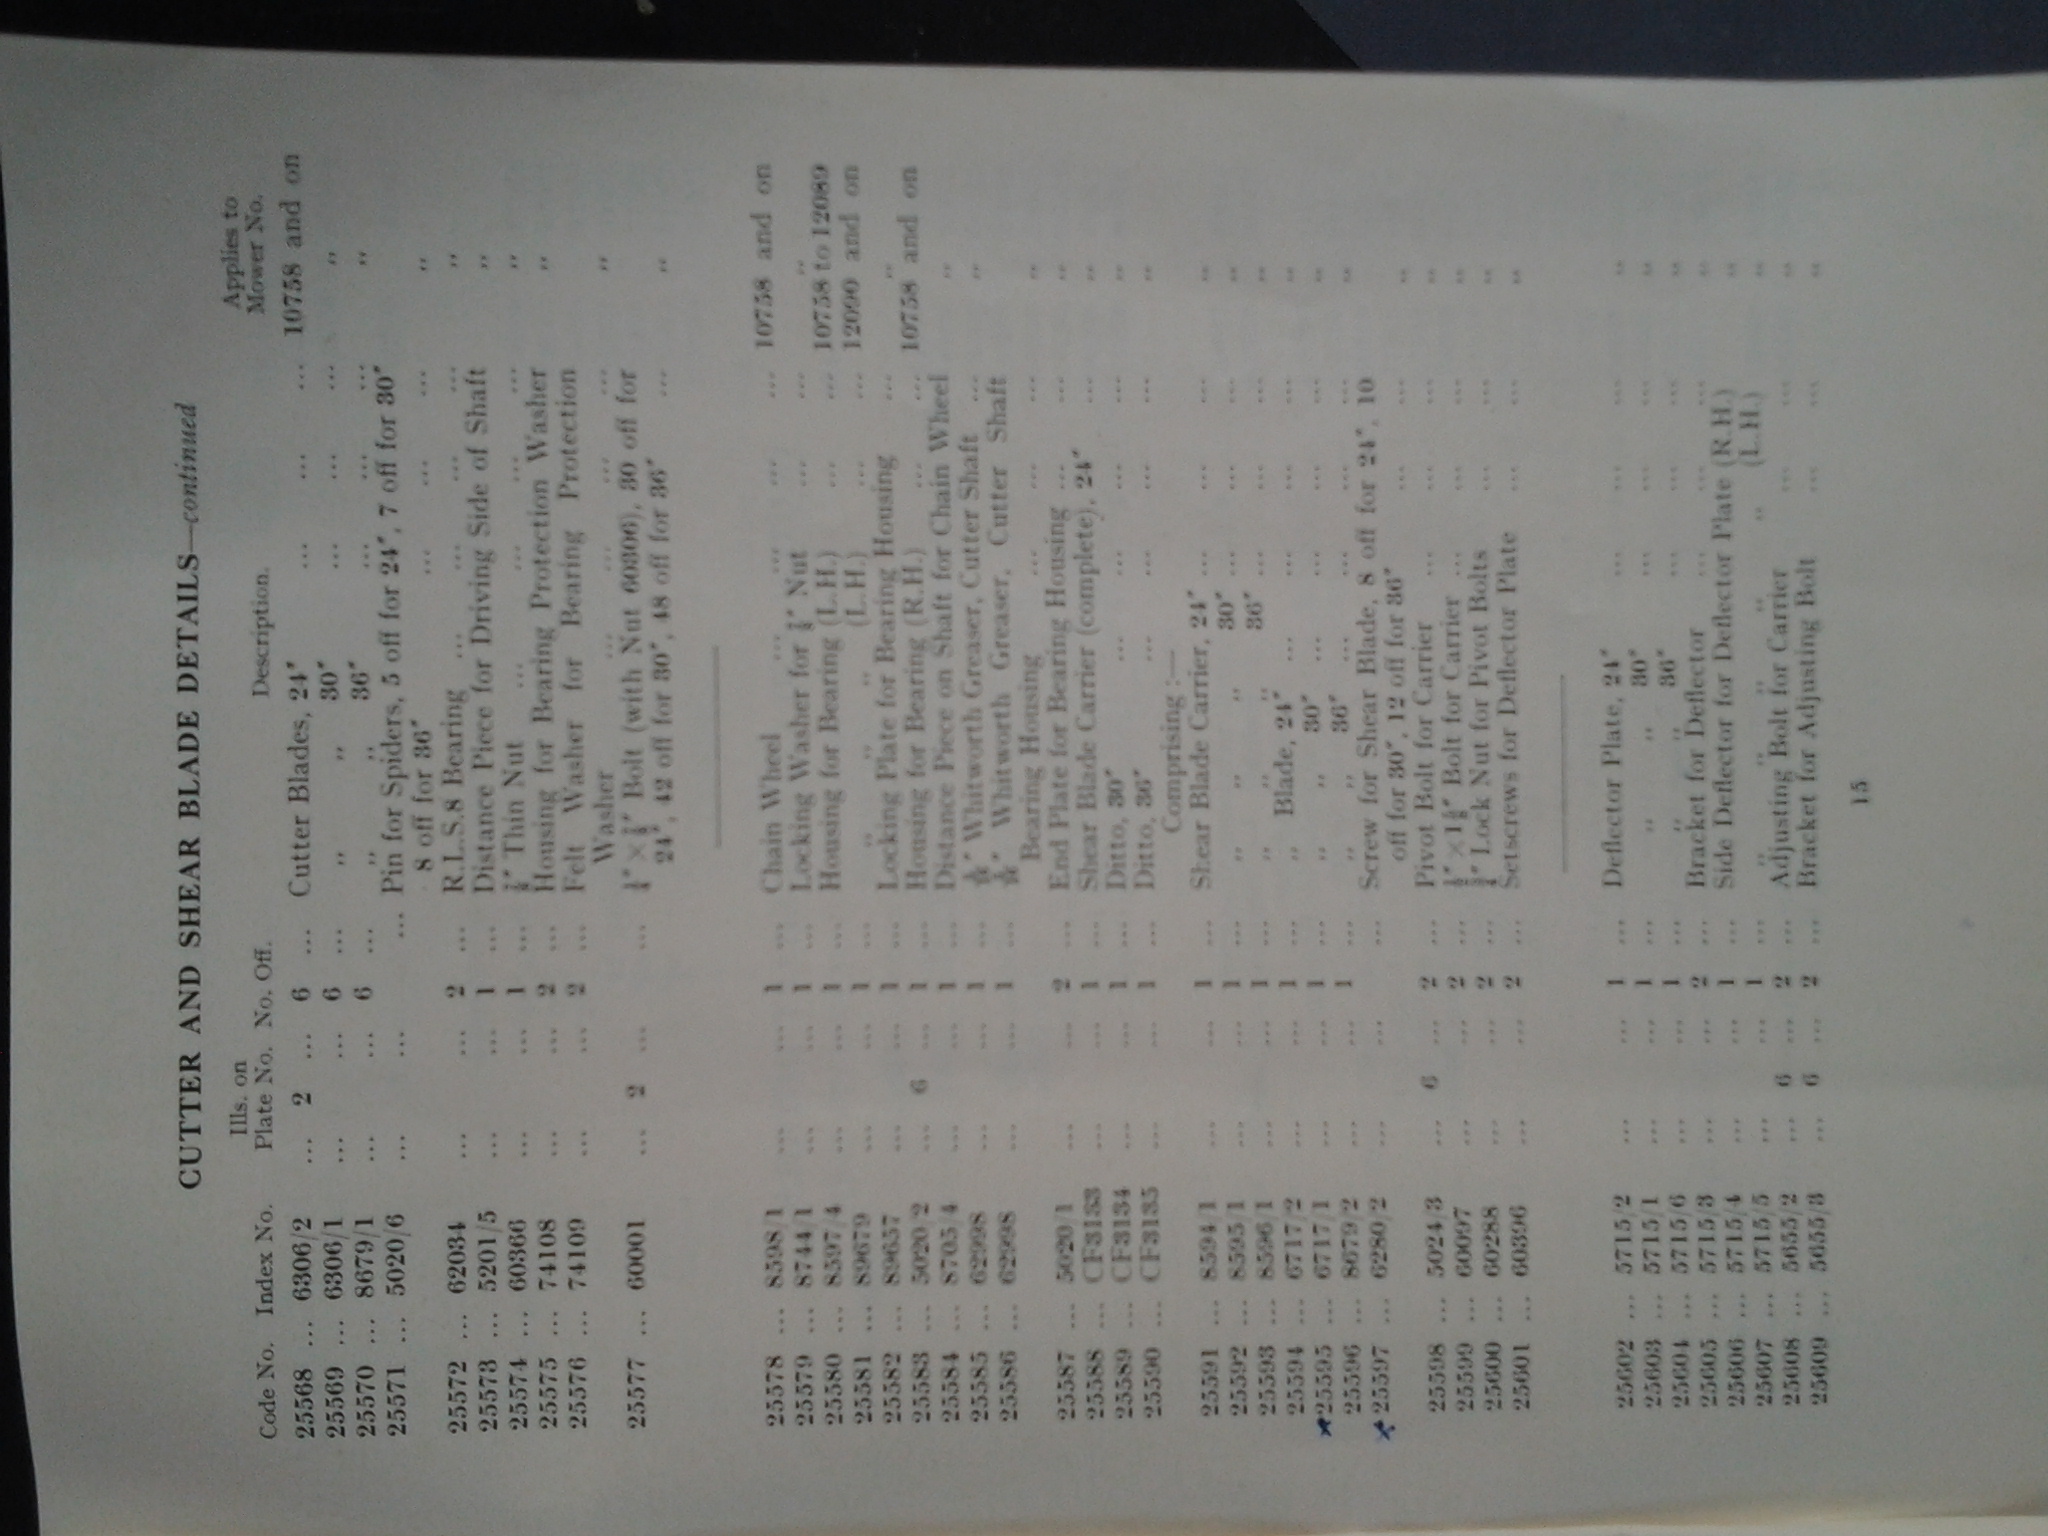 CUTTER AND SHEAR BLADE DETAILS—continued
Ills. on Applies to
Code No. Index No. Plate No. No. Off. Description. Mower No.
25568 ... 6306/2 ... 2 ... 6 ... Cutter Blades, 24″ ... ... ... 10758 and on
25569 ... 6306/1 ... ... 6 ... ,, ,, 30″ ... ... ... ,,
25570 ... 8679/1 ... ... 6 ... ,, ,, 36″ ... ... ... ,,
25571 ... 5020/6 ... ... ... Pin for Spiders, 5 off for 24″, 7 off for 30″
8 off for 36″ ... ... ... ,,
25572 ... 62034 ... ... 2 ... R.L.S.8 Bearing ... ... ... ... ,,
25573 ... 5201/5 ... ... 1 ... Distance Piece for Driving Side of Shaft ,,
25574 ... 60366 ... ... 1 ... Thin Nut ... ... ... ... ,,
25575 ... 74108 ... ... 2 ... Housing for Bearing Protection Washer ,,
25576 ... 74109 ... ... 2 ... Felt Washer for Bearing Protection
Washer ... ... ... ... ,,
25577 ... 60001 ... 2 ... ... Bolt (with Nut 60306), 30 off for
24″, 42 off for 30″, 48 off for 36″ ... ,,
25578 ... 8598/1 ... ... 1 ... Chain Wheel ... ... ... ... 10758 and on
25579 ... 8744/1 ... ... 1 ... Locking Washer for Nut ... ... ,,
25580 ... 8597/4 ... ... 1 ... Housing for Bearing (L.H.) ... ... 10758 to 12089
25581 ... 89679 ... ... 1 ... ,, ,, ,, (L.H.) ... ... 12090 and on
25582 ... 89657 ... ... 1 ... Locking Plate for Bearing Housing ... ,,
25583 ... 5020/2 ... 6 ... 1 ... Housing for Bearing (R.H.) ... ... 10758 and on
25584 ... 8705/4 ... ... 1 ... Distance Piece on Shaft for Chain Wheel ,,
25585 ... 62998 ... ... 1 ... Whitworth Greaser, Cutter Shaft ... ,,
25586 ... 62998 ... ... 1 ... Whitworth Greaser, Cutter Shaft
Bearing Housing ... ... ... ,,
25587 ... 5020/1 ... ... 2 ... End Plate for Bearing Housing ... ... ,,
25588 ... CF3133 ... ... 1 ... Shear Blade Carrier (complete), 24″ ... ,,
25589 ... CF3134 ... ... 1 ... Ditto, 30″ ... ... ... ... ,,
25590 ... CF3135 ... ... 1 ... Ditto, 36″ ... ... ... ... ,,
Comprising :—
25591 ... 8594/1 ... ... 1 ... Shear Blade Carrier, 24″ ... ... ... ,,
25592 ... 8595/1 ... ... 1 ... ,, ,, ,, 30″ ... ... ... ,,
25593 ... 8596/1 ... ... 1 ... ,, ,, ,, 36″ ... ... ... ,,
25594 ... 6717/2 ... ... 1 ... ,, Blade, 24″ ... ... ... ... ,,
25595 ... 6717/1 ... ... 1 ... ,, ,, 30″ ... ... ... ... ,,
25596 ... 8679/2 ... ... 1 ... ,, ,, 36″ ... ... ... ... ,,
25597 ... 6280/2 ... ... ... Screw for Shear Blade, 8 off for 24″, 10
off for 30″, 12 off for 36″ ... ... ,,
25598 ... 5024/3 ... 6 ... 2 ... Pivot Bolt for Carrier ... ... ... ,,
25599 ... 60097 ... ... 2 ... Bolt for Carrier ... ... ... ,,
25600 ... 60288 ... ... 2 ... Lock Nut for Pivot Bolts ... ... ,,
25601 ... 60396 ... ... 2 ... Setscrews for Deflector Plate ... ... ,,
25602 ... 5715/2 ... ... 1 ... Deflector Plate, 24″ ... ... ... ,,
25603 ... 5715/1 ... ... 1 ... ,, ,, 30″ ... ... ... ,,
25604 ... 5715/6 ... ... 1 ... ,, ,, 36″ ... ... ... ,,
25605 ... 5715/3 ... ... 2 ... Bracket for Deflector ... ... ... ,,
25606 ... 5715/4 ... ... 1 ... Side Deflector for Deflector Plate (R.H.) ,,
25607 ... 5715/5 ... ... 1 ... ,, ,, ,, ,, ,, (L.H.) ,,
25608 ... 5655/2 ... 6 ... 2 ... Adjusting Bolt for Carrier ... ... ,,
25609 ... 5655/3 ... 6 ... 2 ... Bracket for Adjusting Bolt ... ... ,,
15